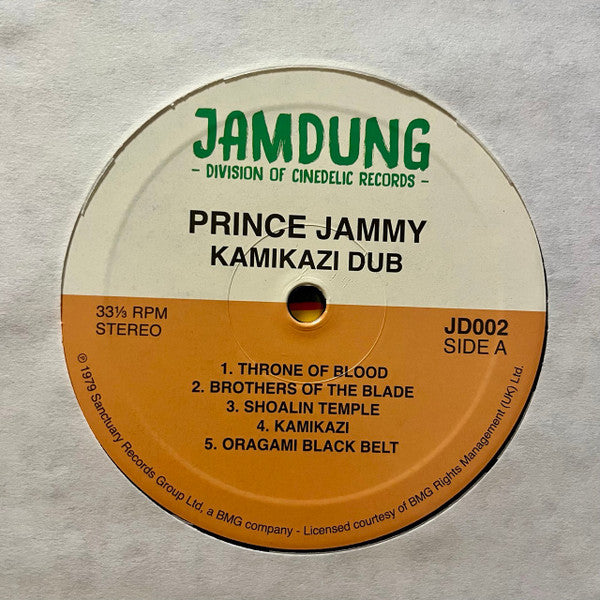 JAMDUNG
- DIVISION OF CINEDELIC RECORDS -
PRINCE JAMMY
KAMIKAZI DUB
33⅓ RPM
STEREO
JD002
SIDE A
1. THRONE OF BLOOD
2. BROTHERS OF THE BLADE
3. SHOALIN TEMPLE
4. KAMIKAZI
5. ORAGAMI BLACK BELT
℗ 1979 Sanctuary Records Group Ltd, a BMG company - Licensed courtesy of BMG Rights Management (UK) Ltd.